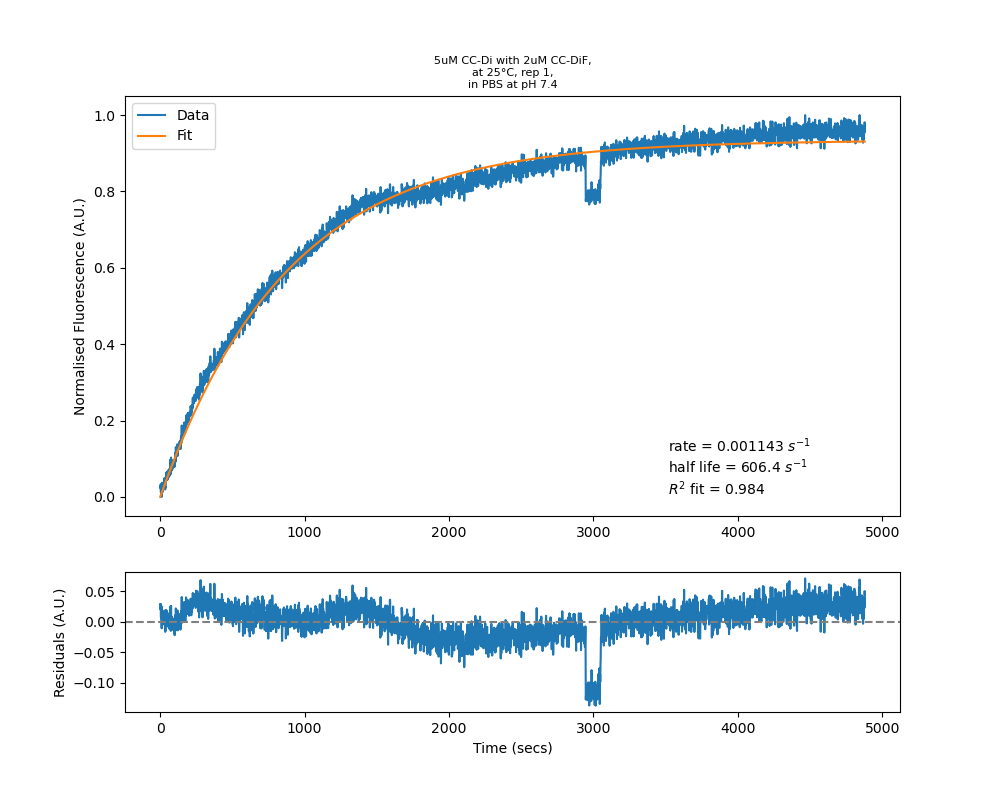 5uM CC-Di with 2uM CC-DiF,
at 25°C, rep 1,
in PBS at pH 7.4
Normalised Fluorescence (A.U.)
1.0
0.8
0.6
0.4
0.2
0.0
Data
Fit
rate = 0.001143 s⁻¹
half life = 606.4 s⁻¹
R² fit = 0.984
0 1000 2000 3000 4000 5000
Residuals (A.U.)
0.05
0.00
−0.05
−0.10
0 1000 2000 3000 4000 5000
Time (secs)